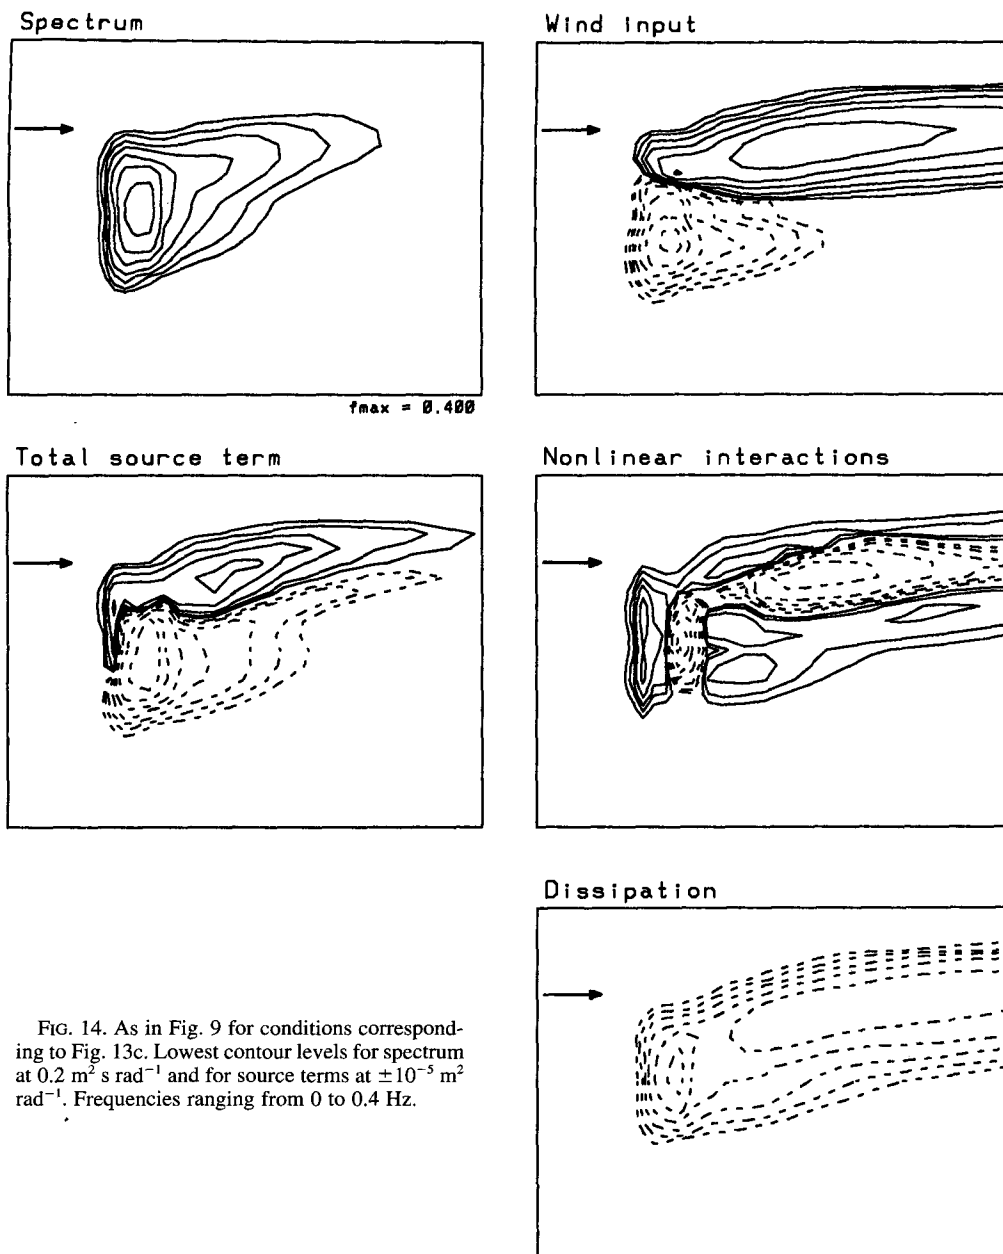 Spectrum
Wind input
fmax = 0.400
Total source term
Nonlinear interactions
Dissipation
FIG. 14. As in Fig. 9 for conditions correspond-
ing to Fig. 13c. Lowest contour levels for spectrum
at 0.2 m² s rad⁻¹ and for source terms at ±10⁻⁵ m²
rad⁻¹. Frequencies ranging from 0 to 0.4 Hz.